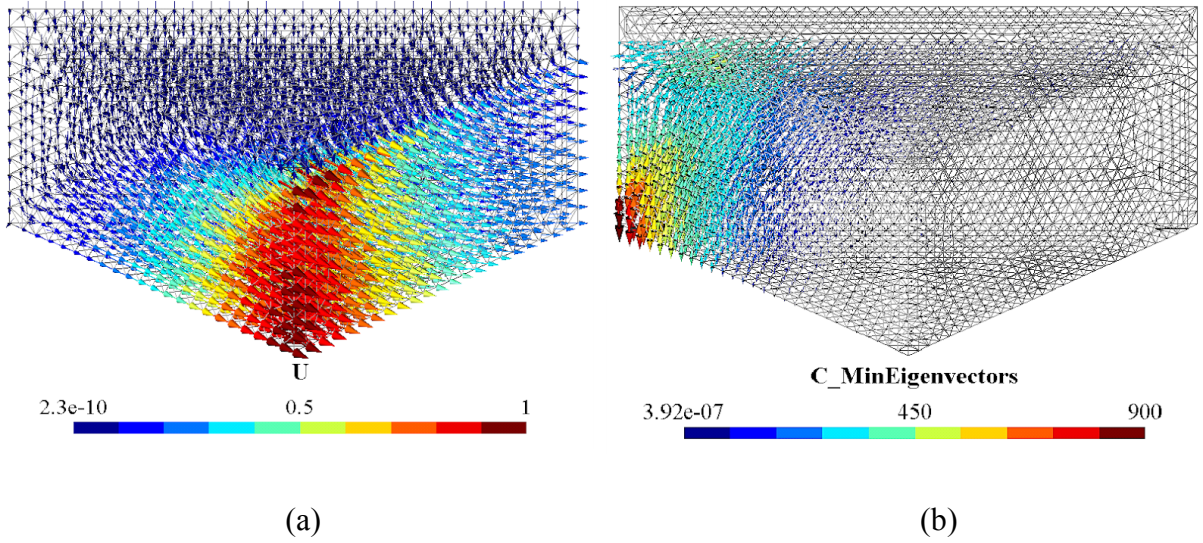 U
2.3e-10 0.5 1
C_MinEigenvectors
3.92e-07 450 900
(a)
(b)